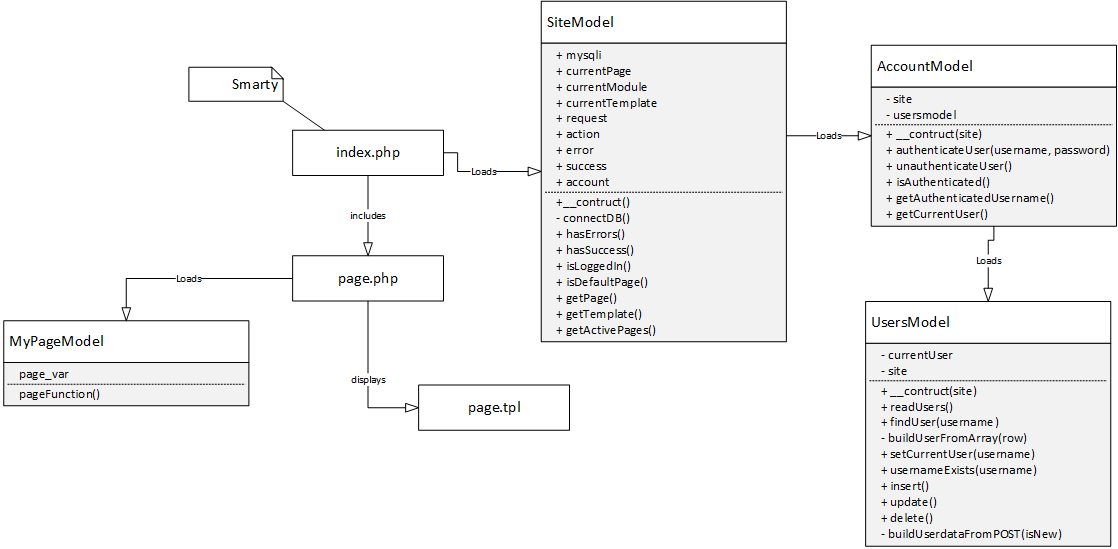 SiteModel
+ mysqli
+ currentPage
+ currentModule
+ currentTemplate
+ request
+ action
+ error
+ success
+ account
+__contruct()
- connectDB()
+ hasErrors()
+ hasSuccess()
+ isLoggedIn()
+ isDefaultPage()
+ getPage()
+ getTemplate()
+ getActivePages()
Smarty
index.php
Loads
includes
page.php
Loads
MyPageModel
page_var
pageFunction()
displays
page.tpl
Loads
AccountModel
- site
- usersmodel
+ __contruct(site)
+ authenticateUser(username, password)
+ unauthenticateUser()
+ isAuthenticated()
+ getAuthenticatedUsername()
+ getCurrentUser()
Loads
UsersModel
- currentUser
- site
+ __contruct(site)
+ readUsers()
+ findUser(username)
- buildUserFromArray(row)
+ setCurrentUser(username)
+ usernameExists(username)
+ insert()
+ update()
+ delete()
- buildUserdataFromPOST(isNew)